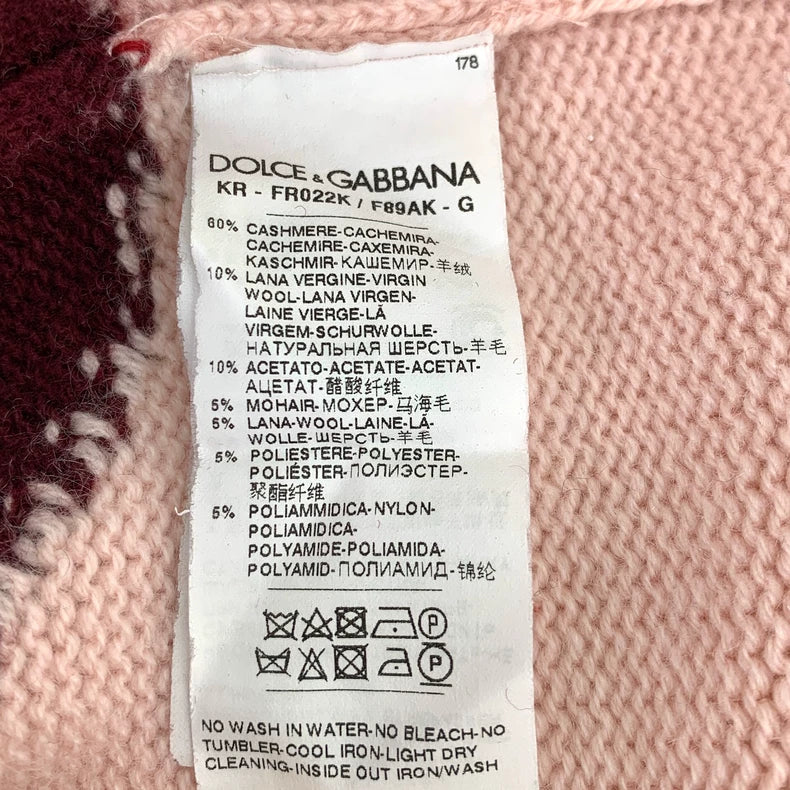 178
DOLCE & GABBANA
KR - FR022K / F89AK - G
60% CASHMERE-CACHEMIRA-
CACHEMIRE-CAXEMIRA-
KASCHMIR-КАШЕМИР-羊绒
10% LANA VERGINE-VIRGIN
WOOL-LANA VIRGEN-
LAINE VIERGE-LÃ
VIRGEM-SCHURWOLLE-
НАТУРАЛЬНАЯ ШЕРСТЬ-羊毛
10% ACETATO-ACETATE-ACETAT-
АЦЕТАТ-醋酸纤维
5% MOHAIR-МОХЕР-马海毛
5% LANA-WOOL-LAINE-LÃ-
WOLLE-ШЕРСТЬ-羊毛
5% POLIESTERE-POLYESTER-
POLIÉSTER-ПОЛИЭСТЕР-
聚酯纤维
5% POLIAMMIDICA-NYLON-
POLIAMIDICA-
POLYAMIDE-POLIAMIDA-
POLYAMID-ПОЛИАМИД-锦纶
P
P
NO WASH IN WATER-NO BLEACH-NO
TUMBLER-COOL IRON-LIGHT DRY
CLEANING-INSIDE OUT IRON/WASH